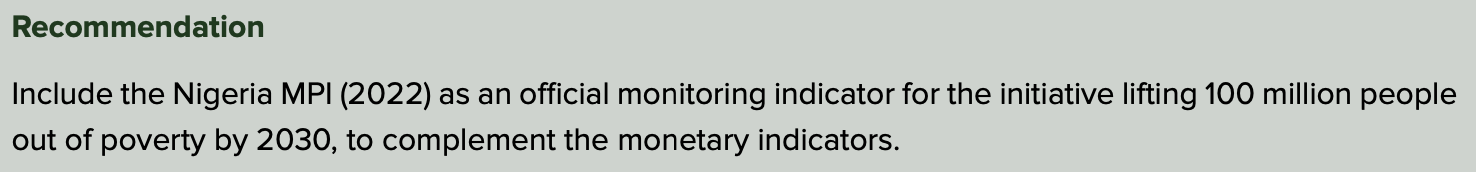 Recommendation
Include the Nigeria MPI (2022) as an official monitoring indicator for the initiative lifting 100 million people
out of poverty by 2030, to complement the monetary indicators.